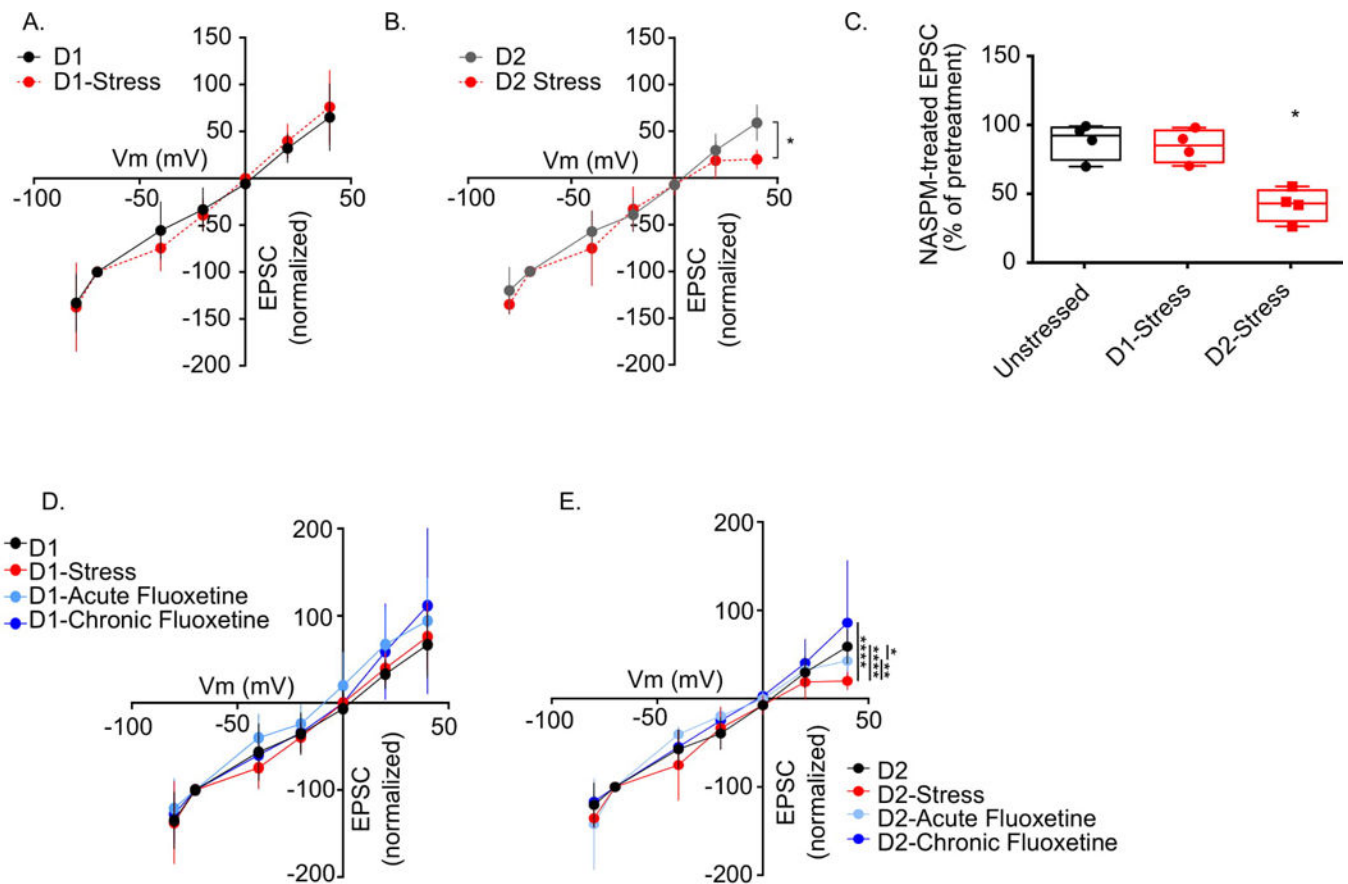 A.
D1
D1-Stress
150
100
50
Vm (mV)
-100
-50
50
-50
-100
-150
-200
EPSC
(normalized)
B.
D2
D2 Stress
150
100
50
*
Vm (mV)
-100
-50
50
-50
-100
-150
-200
EPSC
(normalized)
C.
NASPM-treated EPSC
(% of pretreatment)
150
100
50
0
*
Unstressed
D1-Stress
D2-Stress
D.
D1
D1-Stress
D1-Acute Fluoxetine
D1-Chronic Fluoxetine
200
100
Vm (mV)
-100
-50
50
-100
-200
EPSC
(normalized)
E.
200
100
Vm (mV)
-100
-50
50
-100
-200
EPSC
(normalized)
****
****
**
*
D2
D2-Stress
D2-Acute Fluoxetine
D2-Chronic Fluoxetine